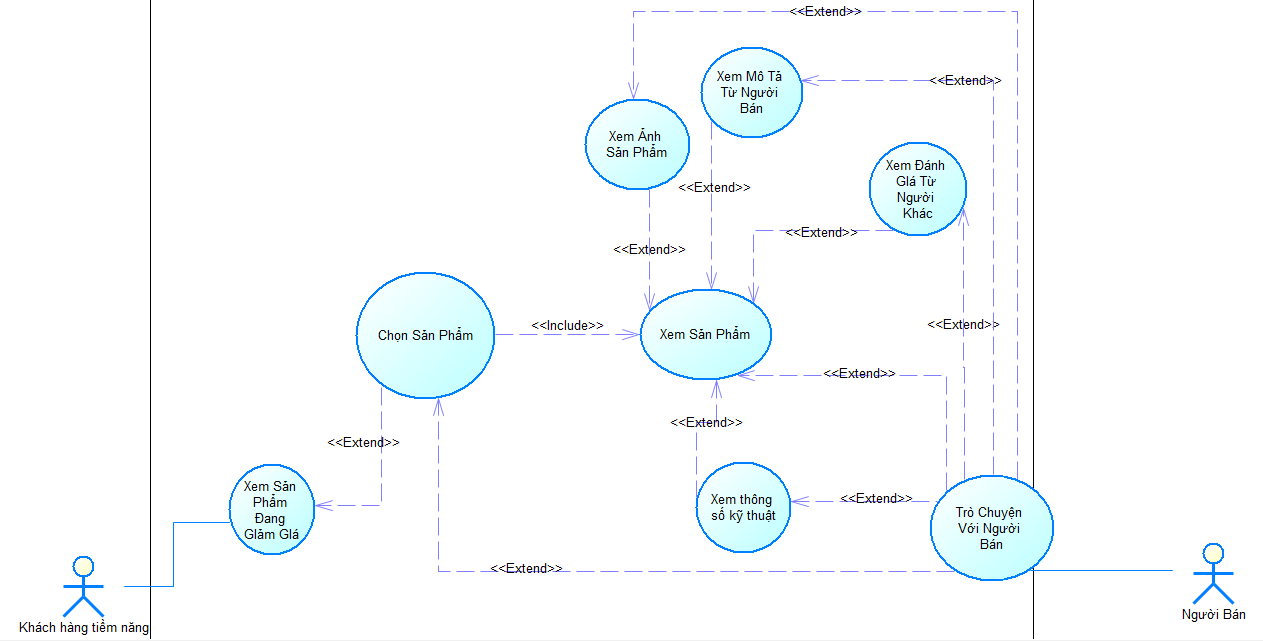 <<Extend>>
Xem Mô Tả
Từ Người
Bán
<<Extend>>
Xem Ảnh
Sản Phẩm
Xem Đánh
Giá Từ
Người
Khác
<<Extend>>
<<Extend>>
<<Extend>>
Chọn Sản Phẩm
<<Include>>
Xem Sản Phẩm
<<Extend>>
<<Extend>>
<<Extend>>
<<Extend>>
Xem Sản
Phẩm
Đang
Giảm Giá
Xem thông
số kỹ thuật
<<Extend>>
Trò Chuyện
Với Người
Bán
<<Extend>>
Khách hàng tiềm năng
Người Bán